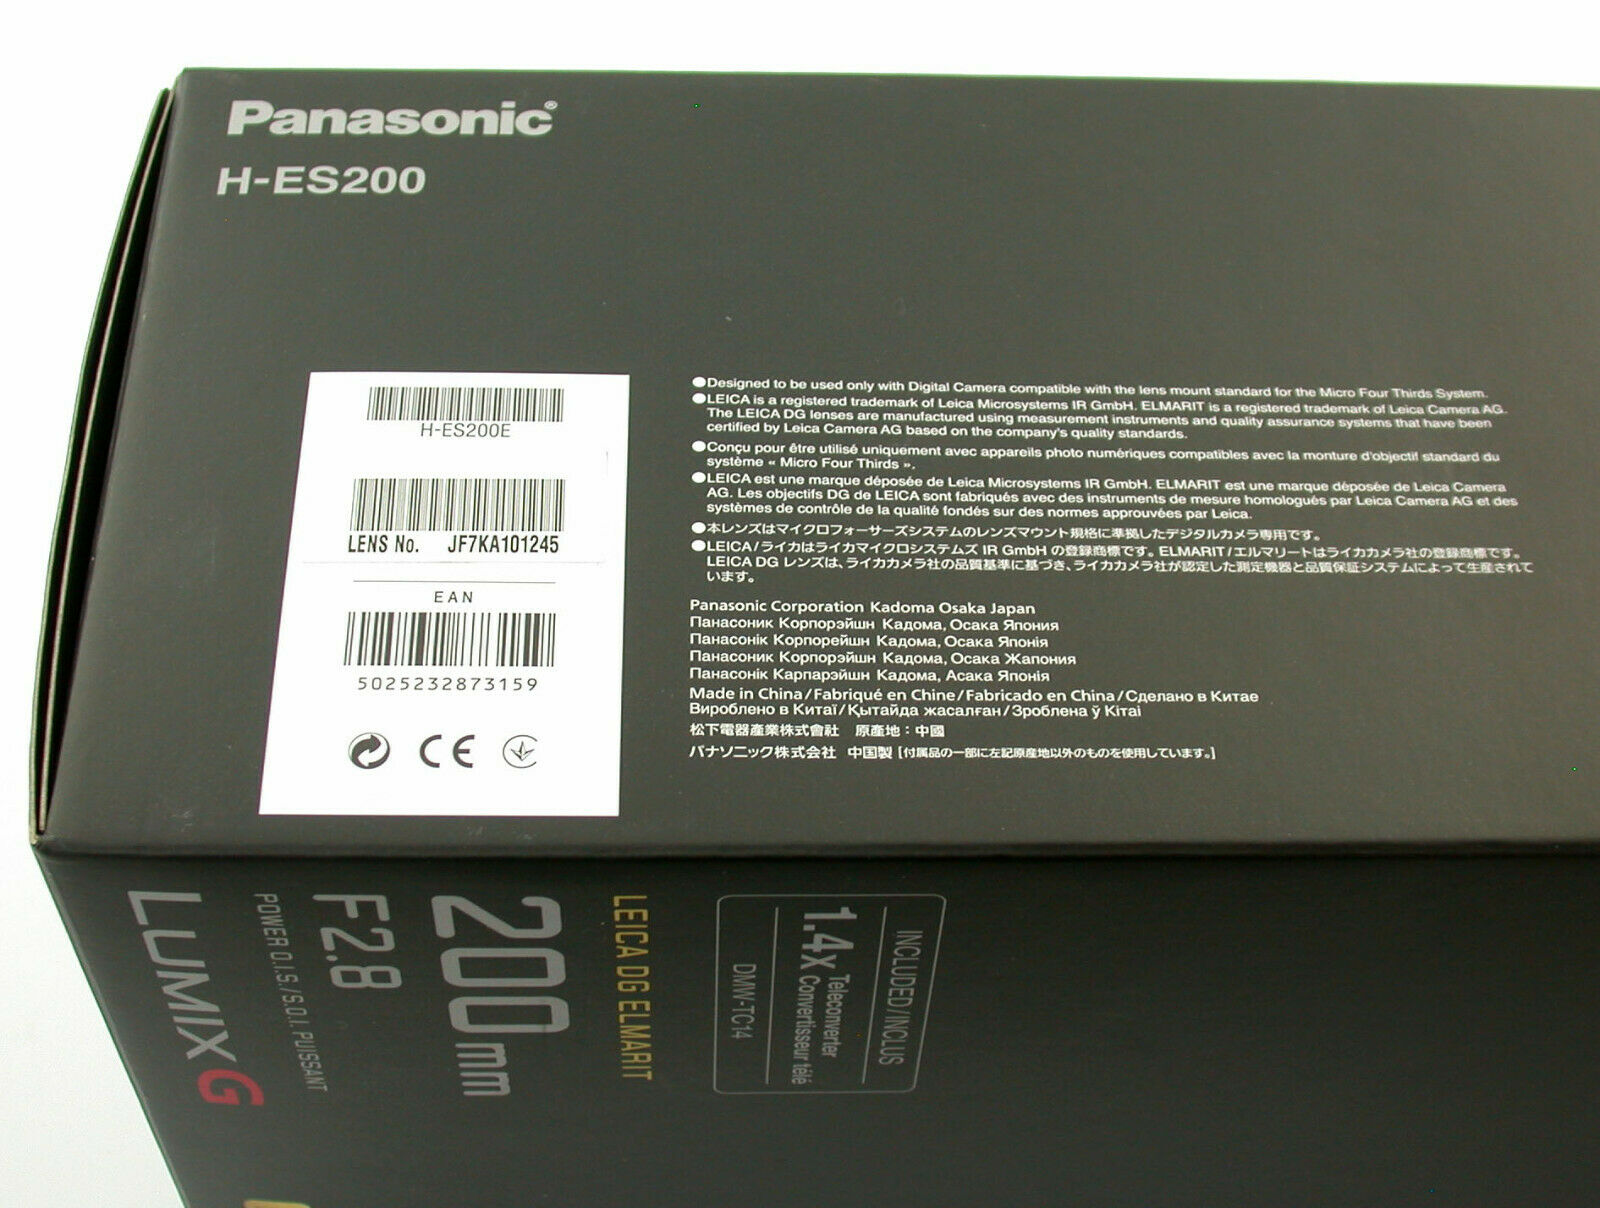 Panasonic®
H-ES200
H-ES200E
LENS No. JF7KA101245
EAN
5025232873159
CE
●Designed to be used only with Digital Camera compatible with the lens mount standard for the Micro Four Thirds System.
●LEICA is a registered trademark of Leica Microsystems IR GmbH. ELMARIT is a registered trademark of Leica Camera AG.
The LEICA DG lenses are manufactured using measurement instruments and quality assurance systems that have been
certified by Leica Camera AG based on the company's quality standards.
●Conçu pour être utilisé uniquement avec appareils photo numériques compatibles avec la monture d'objectif standard du
système « Micro Four Thirds ».
●LEICA est une marque déposée de Leica Microsystems IR GmbH. ELMARIT est une marque déposée de Leica Camera
AG. Les objectifs DG de LEICA sont fabriqués avec des instruments de mesure homologués par Leica Camera AG et des
systèmes de contrôle de la qualité fondés sur des normes approuvées par Leica.
●本レンズはマイクロフォーサーズシステムのレンズマウント規格に準拠したデジタルカメラ専用です。
●LEICA/ライカはライカマイクロシステムズ IR GmbH の登録商標です。ELMARIT/エルマリートはライカカメラ社の登録商標です。
LEICA DG レンズは、ライカカメラ社の品質基準に基づき、ライカカメラ社が認定した測定機器と品質保証システムによって生産されて
います。
Panasonic Corporation Kadoma Osaka Japan
Панасоник Корпорэйшн Кадома, Осака Япония
Панасонік Корпорейшн Кадома, Осака Японія
Панасоник Корпорэйшн Кадома, Осака Жапония
Панасонік Карпарэйшн Кадома, Асака Японія
Made in China/Fabriqué en Chine/Fabricado en China/Сделано в Китае
Вироблено в Китаї/Қытайда жасалған/Зроблена ў Кітаі
松下電器產業株式會社 原產地：中國
パナソニック株式会社 中国製 [付属品の一部に左記原産地以外のものを使用しています。]
INCLUDED/INCLUS
1.4x Teleconverter
Convertisseur télé
DMW-TC14
LEICA DG ELMARIT
200mm
F2.8
POWER O.I.S./S.O.I. PUISSANT
LUMIX G